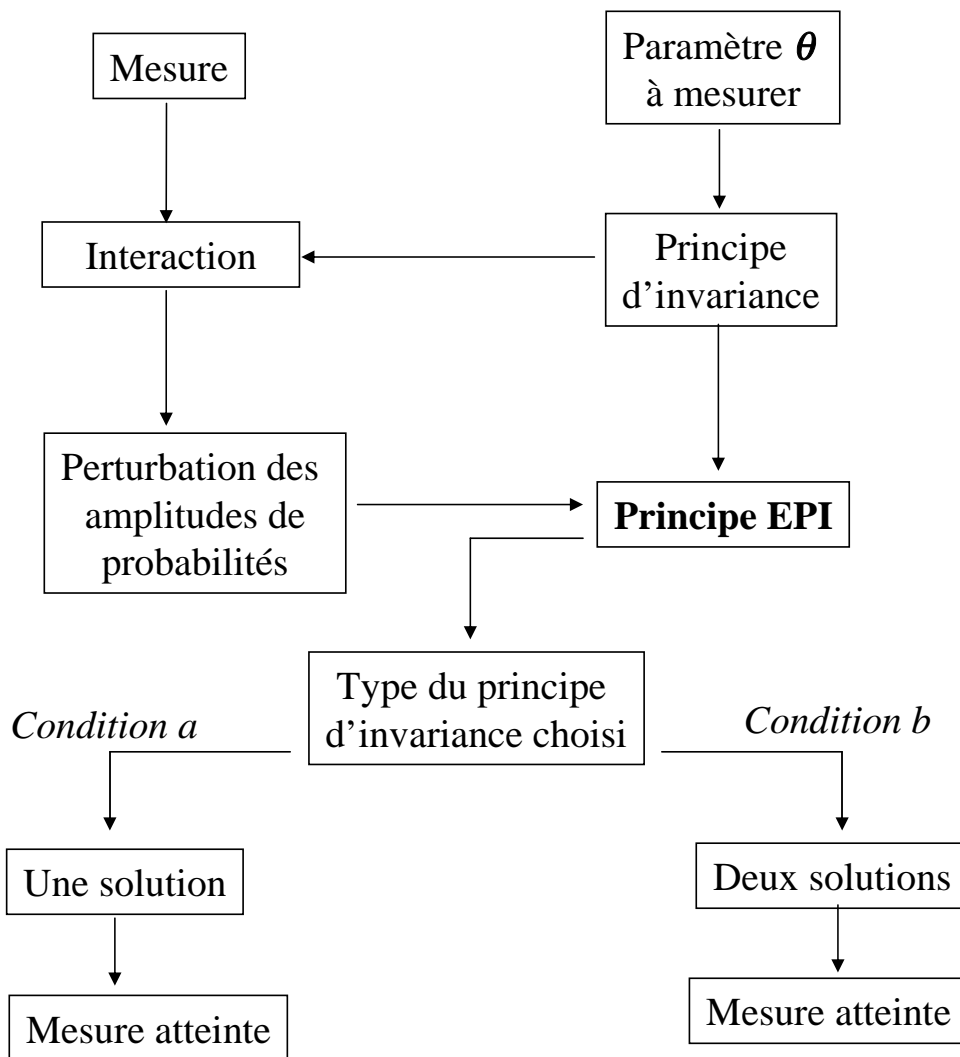 Mesure
Paramètre θ
à mesurer
Interaction
Principe
d’invariance
Perturbation des
amplitudes de
probabilités
Principe EPI
Type du principe
d’invariance choisi
Condition a
Condition b
Une solution
Deux solutions
Mesure atteinte
Mesure atteinte